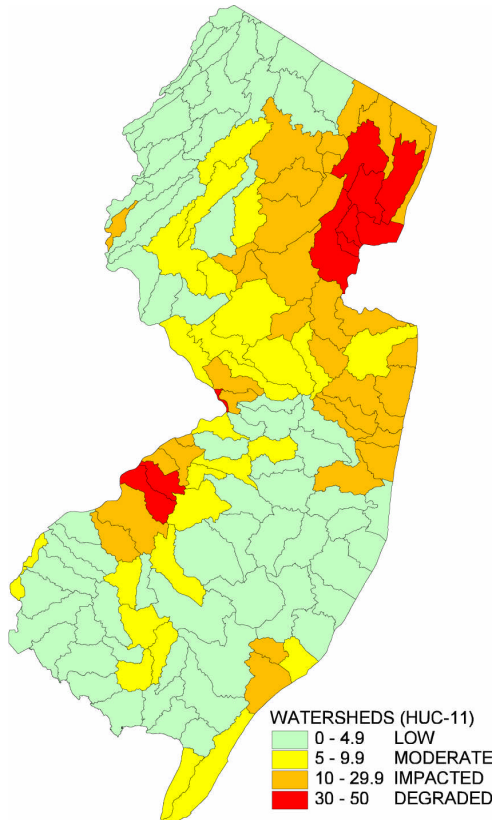 WATERSHEDS (HUC-11)
0 - 4.9 LOW
5 - 9.9 MODERATE
10 - 29.9 IMPACTED
30 - 50 DEGRADED